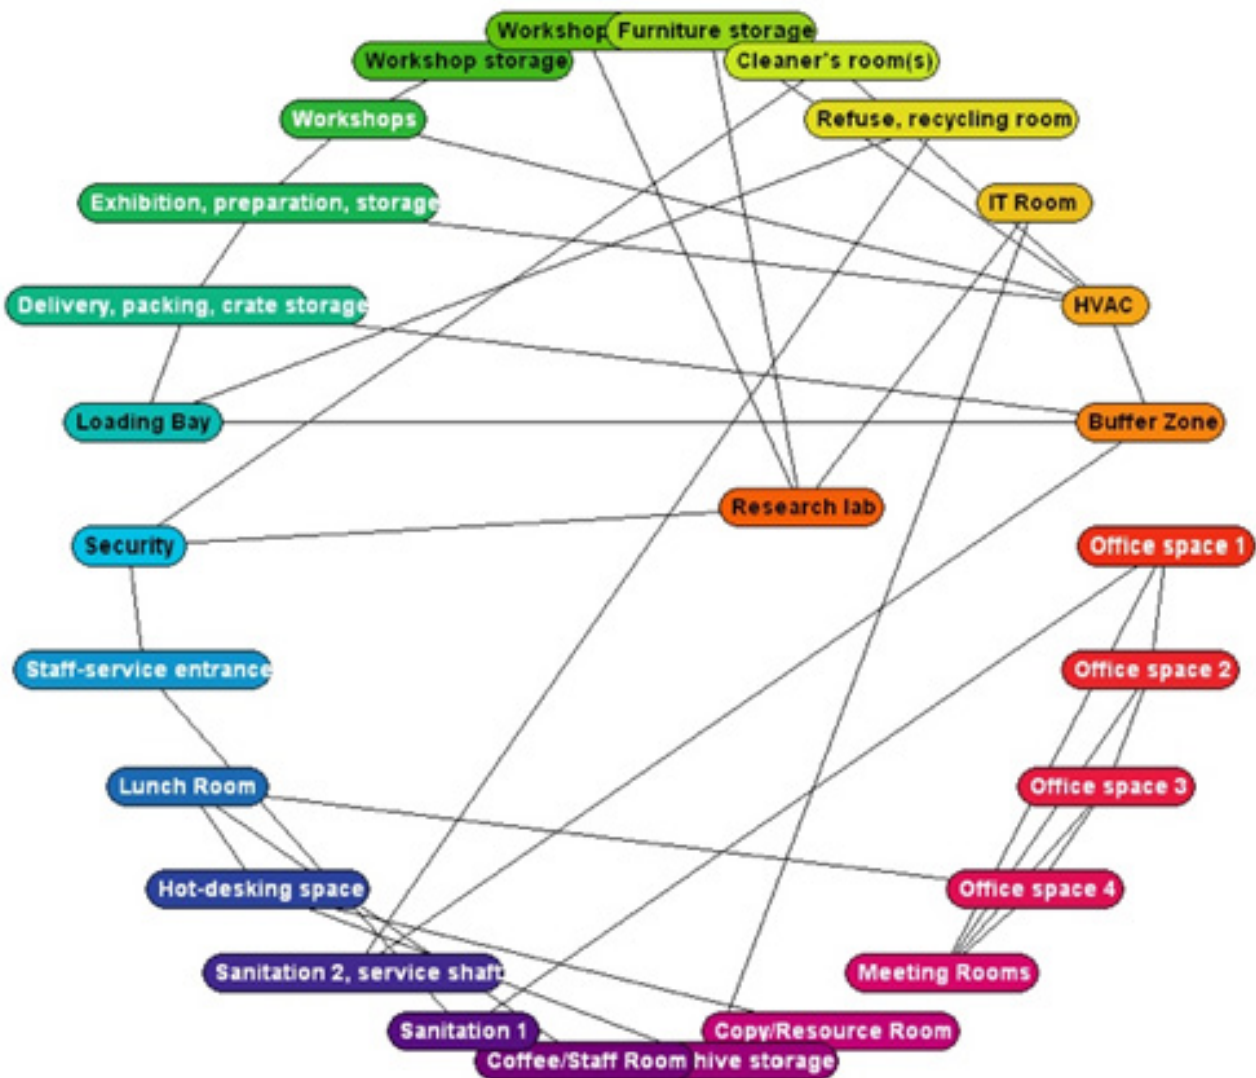 Workshop
Furniture storage
Workshop storage
Cleaner's room(s)
Workshops
Refuse, recycling room
Exhibition, preparation, storage
IT Room
Delivery, packing, crate storage
HVAC
Loading Bay
Buffer Zone
Research lab
Security
Office space 1
Staff-service entrance
Office space 2
Lunch Room
Office space 3
Hot-desking space
Office space 4
Sanitation 2, service shaft
Meeting Rooms
Sanitation 1
Copy/Resource Room
Coffee/Staff Room
hive storage